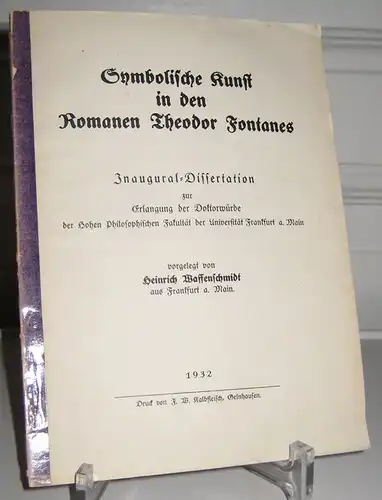 Symbolische Kunst
in den
Romanen Theodor Fontanes
Inaugural-Dissertation
zur
Erlangung der Doktorwürde
der Hohen Philosophischen Fakultät der Universität Frankfurt a. Main
vorgelegt von
Heinrich Waffenschmidt
aus Frankfurt a. Main.
1932
Druck von F. W. Kalbfleisch, Gelnhausen.